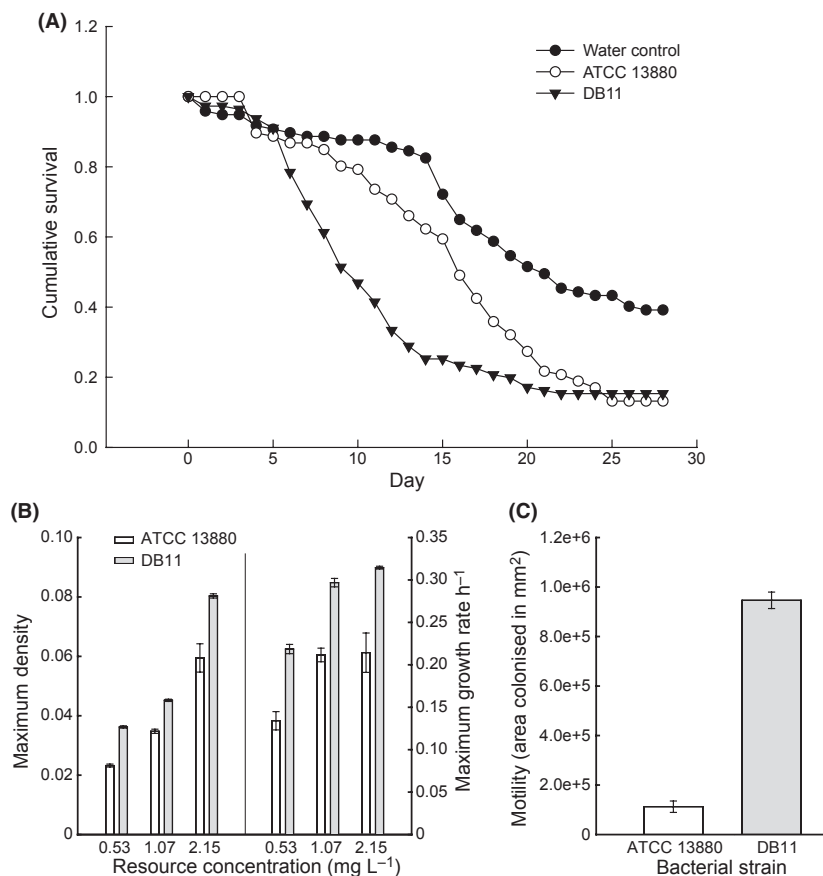 (A)
1.2
1.0
0.8
0.6
0.4
0.2
0.0
Cumulative survival
Water control
ATCC 13880
DB11
0 5 10 15 20 25 30
Day
(B)
ATCC 13880
DB11
0.10
0.08
0.06
0.04
0.02
0
Maximum density
0.35
0.30
0.25
0.20
0.15
0.10
0.05
0.00
Maximum growth rate h⁻¹
0.53 1.07 2.15 0.53 1.07 2.15
Resource concentration (mg L⁻¹)
(C)
1.2e+6
1.0e+6
8.0e+5
6.0e+5
4.0e+5
2.0e+5
0
Motility (area colonised in mm²)
ATCC 13880 DB11
Bacterial strain